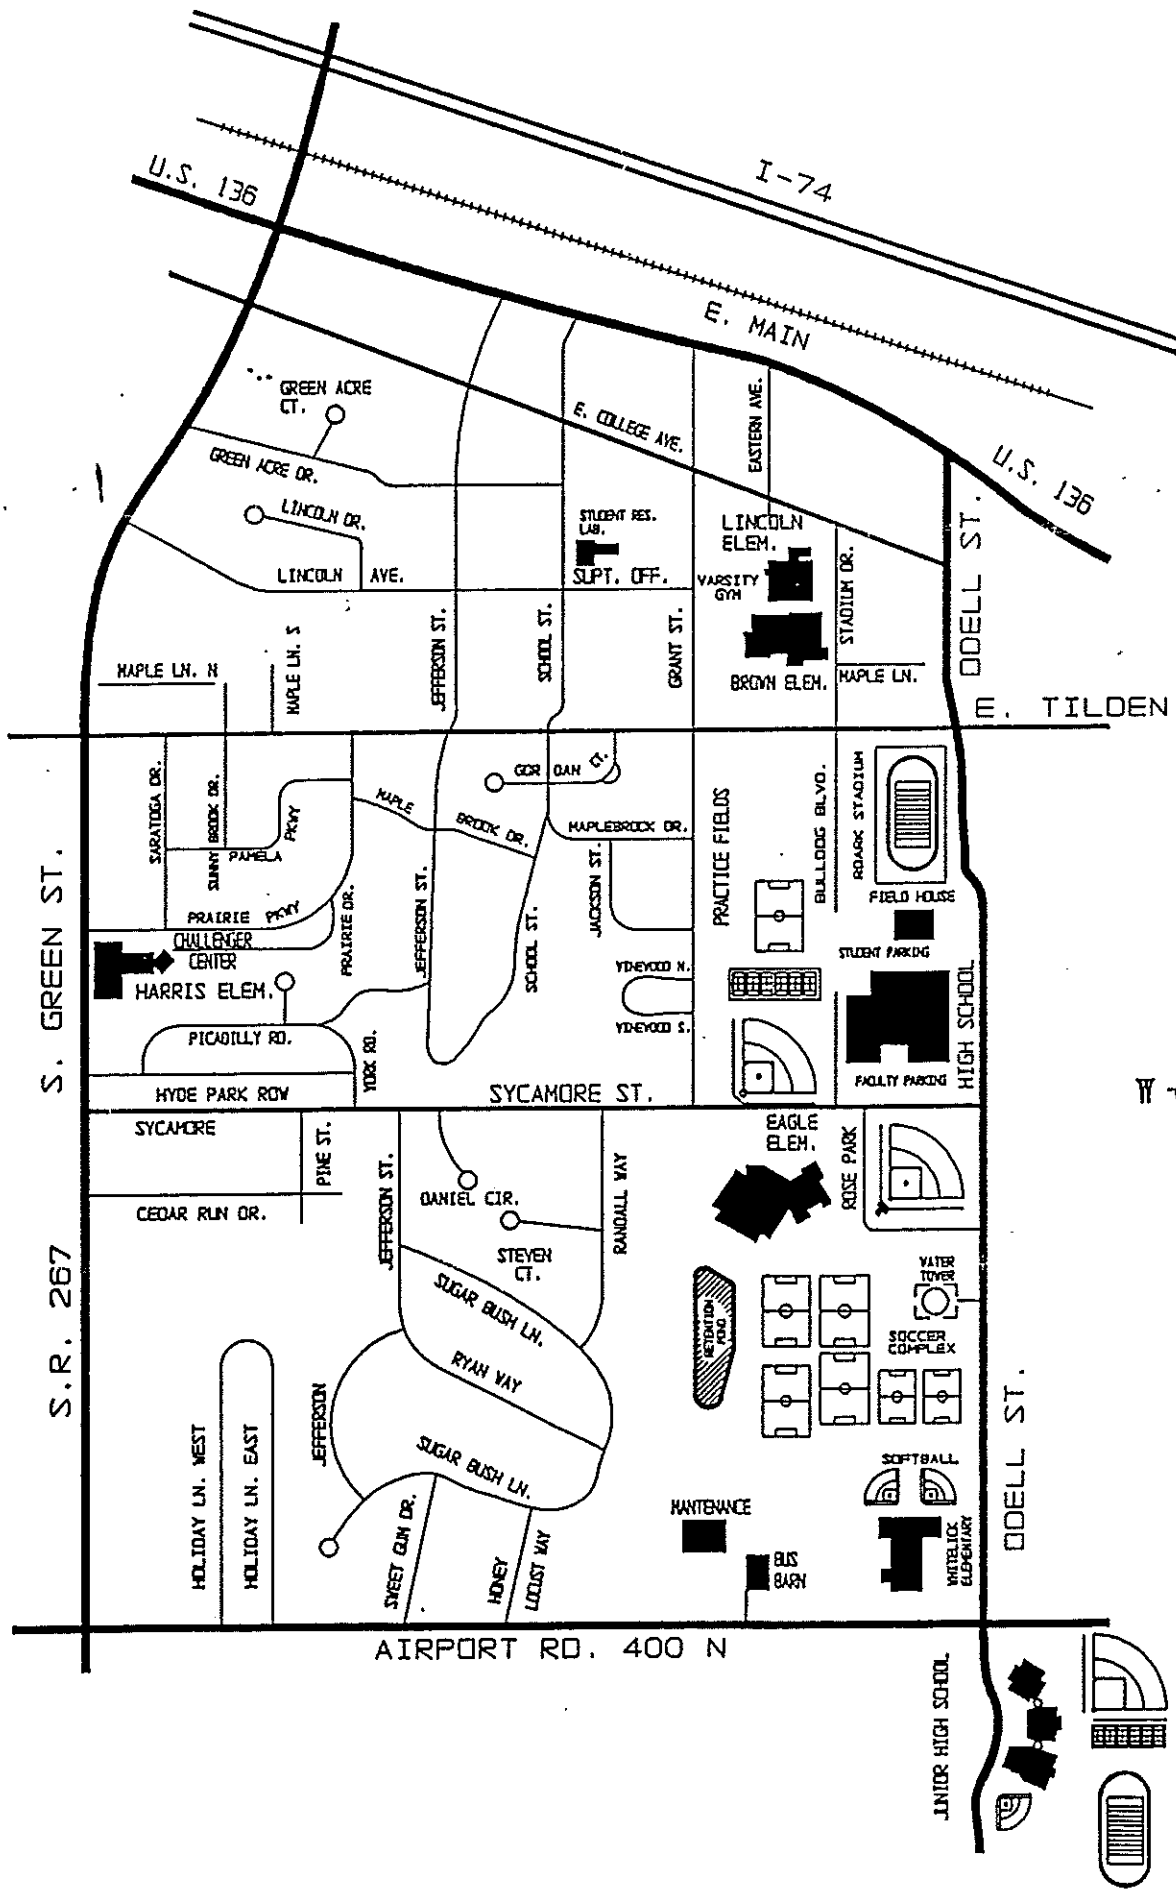 I-74
U.S. 136
E. MAIN
U.S. 136
GREEN ACRE
CT.
E. COLLEGE AVE.
EASTERN AVE.
GREEN ACRE DR.
LINCOLN DR.
STUDENT RES.
LAB.
LINCOLN
ELEM.
ODELL ST.
LINCOLN AVE.
SUPT. OFF.
VARSITY
GYM
STADIUM DR.
JEFFERSON ST.
SCHOOL ST.
GRANT ST.
MAPLE LN. N
MAPLE LN. S
BROWN ELEM.
MAPLE LN.
E. TILDEN
SARATOGA DR.
SUNNY BROOK DR.
PAMELA
PKWY
MAPLE
BROOK DR.
CT.
MAPLEBROOK DR.
PRACTICE FIELDS
BULLDOG BLVD.
ROARK STADIUM
S. GREEN ST.
PRAIRIE PKWY
PRAIRIE DR.
JEFFERSON ST.
SCHOOL ST.
JACKSON ST.
FIELD HOUSE
CHALLENGER
CENTER
HARRIS ELEM.
VINEWOOD N.
VINEWOOD S.
STUDENT PARKING
HIGH SCHOOL
PICADILLY RD.
YORK RD.
FACULTY PARKING
HYDE PARK ROW
SYCAMORE ST.
SYCAMORE
PINE ST.
JEFFERSON ST.
DANIEL CIR.
RANDALL WAY
EAGLE
ELEM.
ROSE PARK
CEDAR RUN DR.
STEVEN
CT.
S.R. 267
SUGAR BUSH LN.
RETENTION
POND
WATER
TOWER
SOCCER
COMPLEX
RYAN WAY
JEFFERSON
HOLIDAY LN. WEST
HOLIDAY LN. EAST
SUGAR BUSH LN.
SWEET GUM DR.
HONEY
LOCUST WAY
MANTENANCE
BUS
BARN
SOFTBALL
WHITELICK
ELEMENTARY
ODELL ST.
AIRPORT RD. 400 N
JUNIOR HIGH SCHOOL